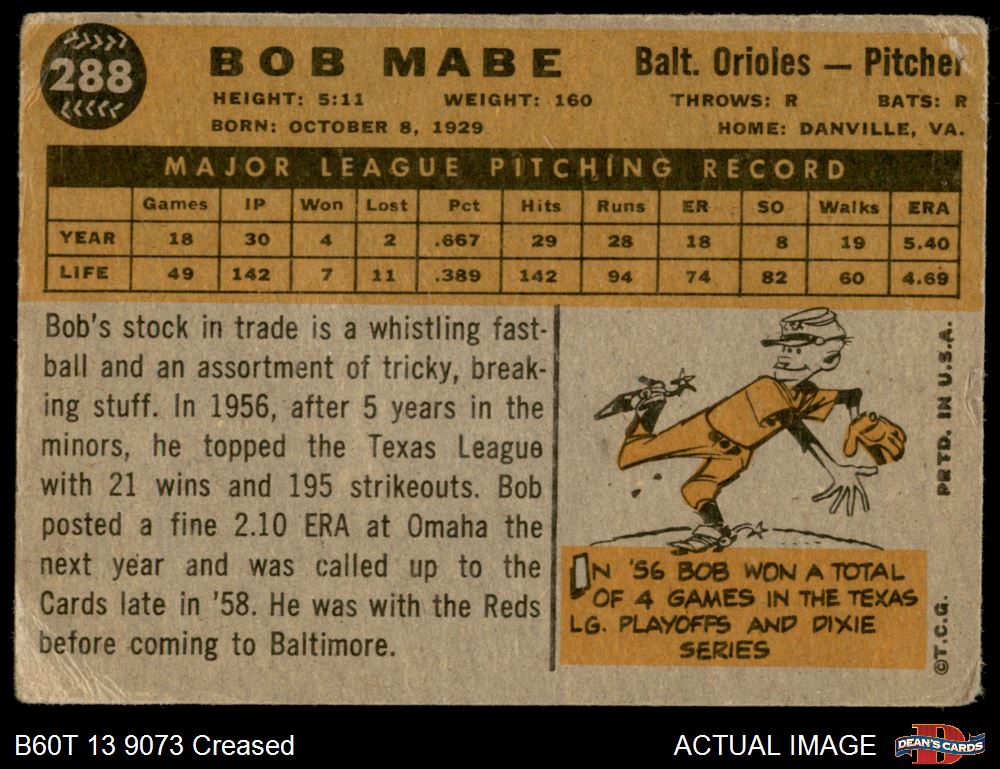 288
BOB MABE
Balt. Orioles — Pitcher
HEIGHT: 5:11 WEIGHT: 160 THROWS: R BATS: R
BORN: OCTOBER 8, 1929 HOME: DANVILLE, VA.
MAJOR LEAGUE PITCHING RECORD
Games IP Won Lost Pct Hits Runs ER SO Walks ERA
YEAR 18 30 4 2 .667 29 28 18 8 19 5.40
LIFE 49 142 7 11 .389 142 94 74 82 60 4.69
Bob's stock in trade is a whistling fast-
ball and an assortment of tricky, break-
ing stuff. In 1956, after 5 years in the
minors, he topped the Texas League
with 21 wins and 195 strikeouts. Bob
posted a fine 2.10 ERA at Omaha the
next year and was called up to the
Cards late in '58. He was with the Reds
before coming to Baltimore.
IN '56 BOB WON A TOTAL
OF 4 GAMES IN THE TEXAS
LG. PLAYOFFS AND DIXIE
SERIES
PRTD. IN U.S.A.
©T.C.G.
B60T 13 9073 Creased
ACTUAL IMAGE
DEAN'S CARDS